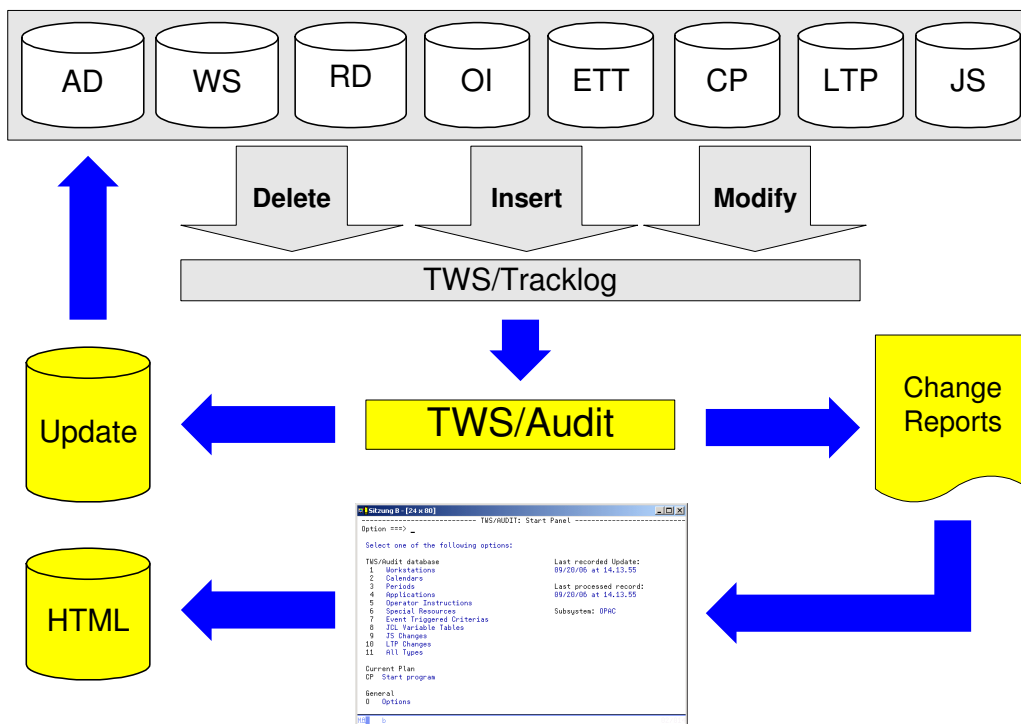 AD WS RD OI ETT CP LTP JS
Delete Insert Modify
TWS/Tracklog
Update
TWS/Audit
Change
Reports
HTML
Sitzung B - [24 x 80]
---------------------------- TWS/AUDIT: Start Panel ---------------------------
Option ===> _
Select one of the following options:
TWS/Audit database Last recorded Update:
1 Workstations 09/20/06 at 14.13.55
2 Calendars
3 Periods Last processed record:
4 Applications 09/20/06 at 14.13.55
5 Operator Instructions
6 Special Resources Subsystem: OPAC
7 Event Triggered Criterias
8 JCL Variable Tables
9 JS Changes
10 LTP Changes
11 All Types
Current Plan
CP Start program
General
O Options
b